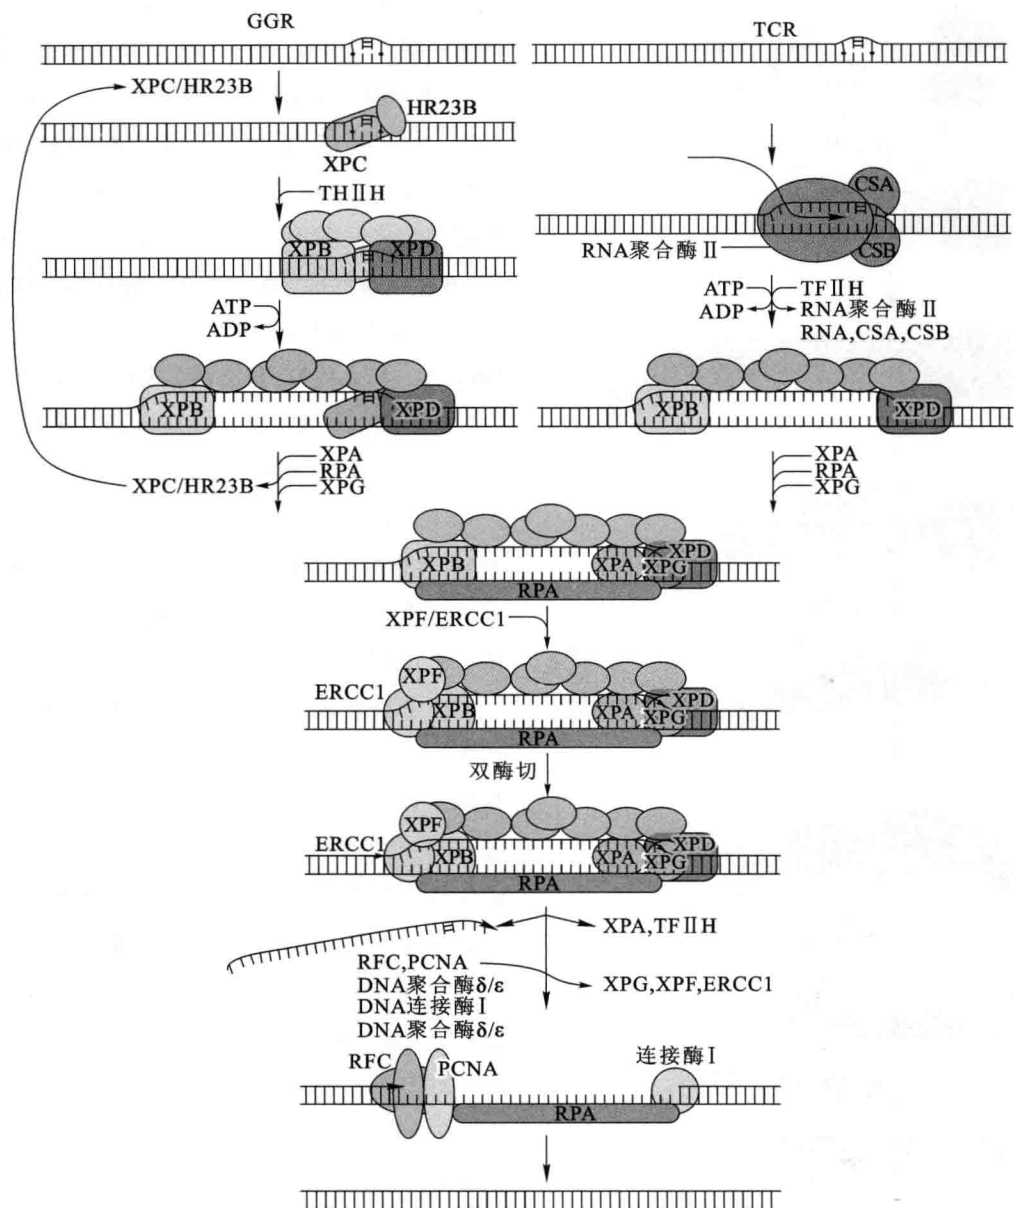 GGR
TCR
XPC/HR23B
HR23B
XPC
THⅡH
CSA
XPB
XPD
CSB
RNA聚合酶Ⅱ
ATP
ADP
ATP
TFⅡH
ADP
RNA聚合酶Ⅱ
RNA,CSA,CSB
XPB
XPD
XPB
XPD
XPA
RPA
XPG
XPC/HR23B
XPA
RPA
XPG
XPB
XPA
XPD
XPG
RPA
XPF/ERCC1
XPF
ERCC1
XPB
XPA
XPD
XPG
RPA
双酶切
XPF
ERCC1
XPB
XPA
XPD
XPG
RPA
XPA,TFⅡH
RFC,PCNA
DNA聚合酶δ/ε
XPG,XPF,ERCC1
DNA连接酶Ⅰ
DNA聚合酶δ/ε
RFC
PCNA
连接酶Ⅰ
RPA